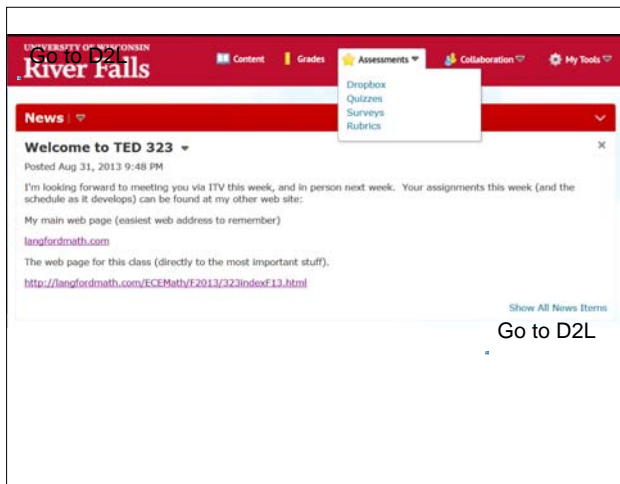 UNIVERSITY OF WISCONSIN
River Falls
Go to D2L
Content Grades Assessments Collaboration My Tools
Dropbox
Quizzes
Surveys
Rubrics
News
Welcome to TED 323
Posted Aug 31, 2013 9:48 PM
I'm looking forward to meeting you via ITV this week, and in person next week. Your assignments this week (and the
schedule as it develops) can be found at my other web site:
My main web page (easiest web address to remember)
langfordmath.com
The web page for this class (directly to the most important stuff).
http://langfordmath.com/ECEMath/F2013/323indexF13.html
Show All News Items
Go to D2L